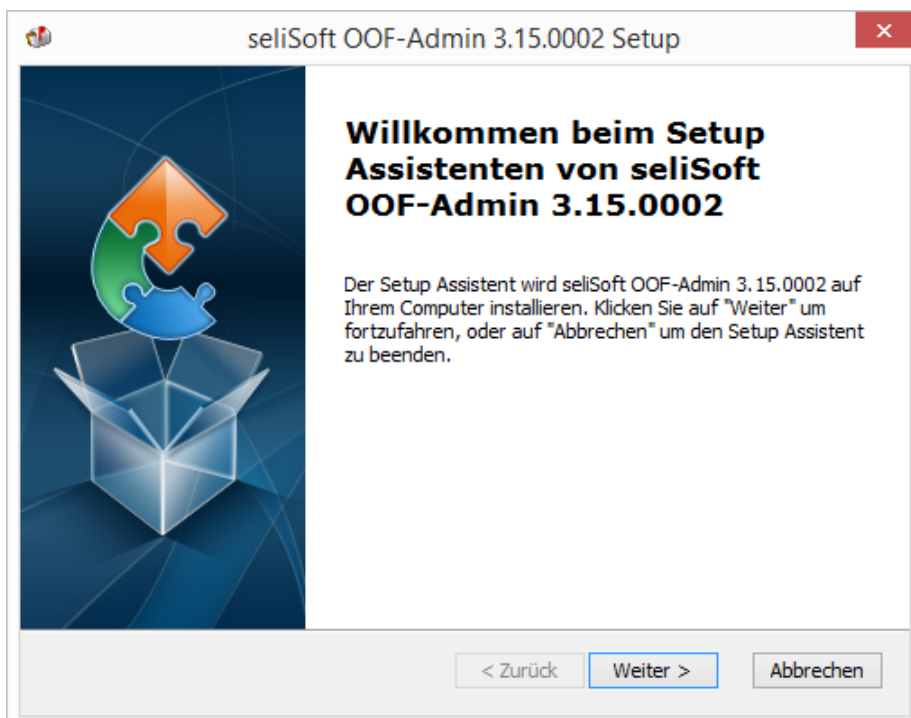 seliSoft OOF-Admin 3.15.0002 Setup
Willkommen beim Setup
Assistenten von seliSoft
OOF-Admin 3.15.0002
Der Setup Assistent wird seliSoft OOF-Admin 3.15.0002 auf
Ihrem Computer installieren. Klicken Sie auf "Weiter" um
fortzufahren, oder auf "Abbrechen" um den Setup Assistent
zu beenden.
< Zurück Weiter > Abbrechen